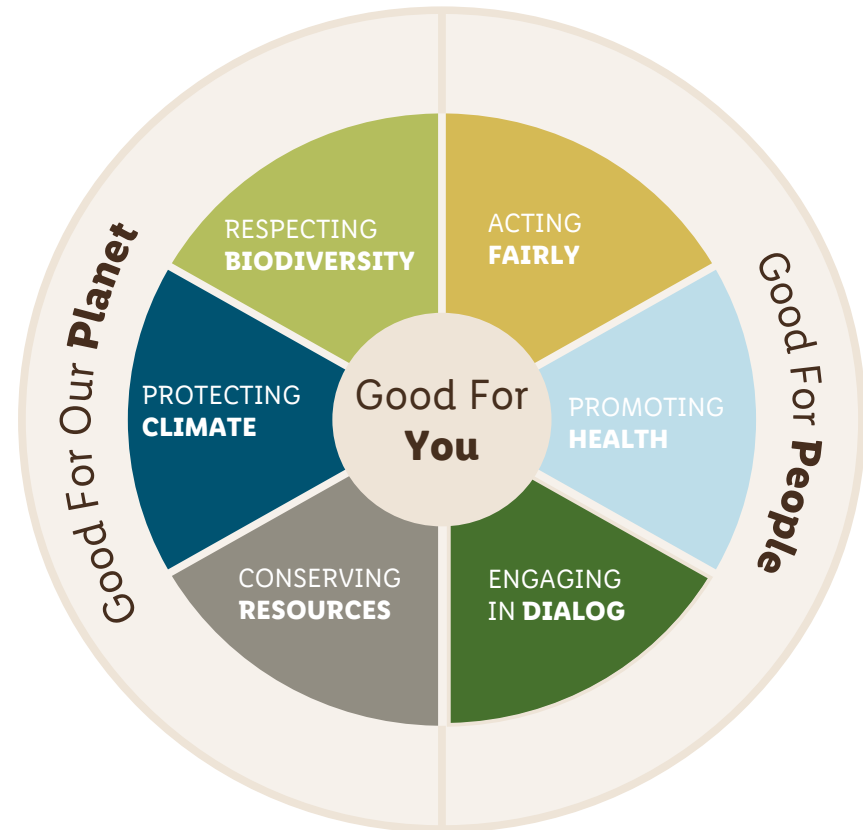 Good For Our Planet
RESPECTING
BIODIVERSITY
ACTING
FAIRLY
PROTECTING
CLIMATE
Good For
You
PROMOTING
HEALTH
CONSERVING
RESOURCES
ENGAGING
IN DIALOG
Good For People